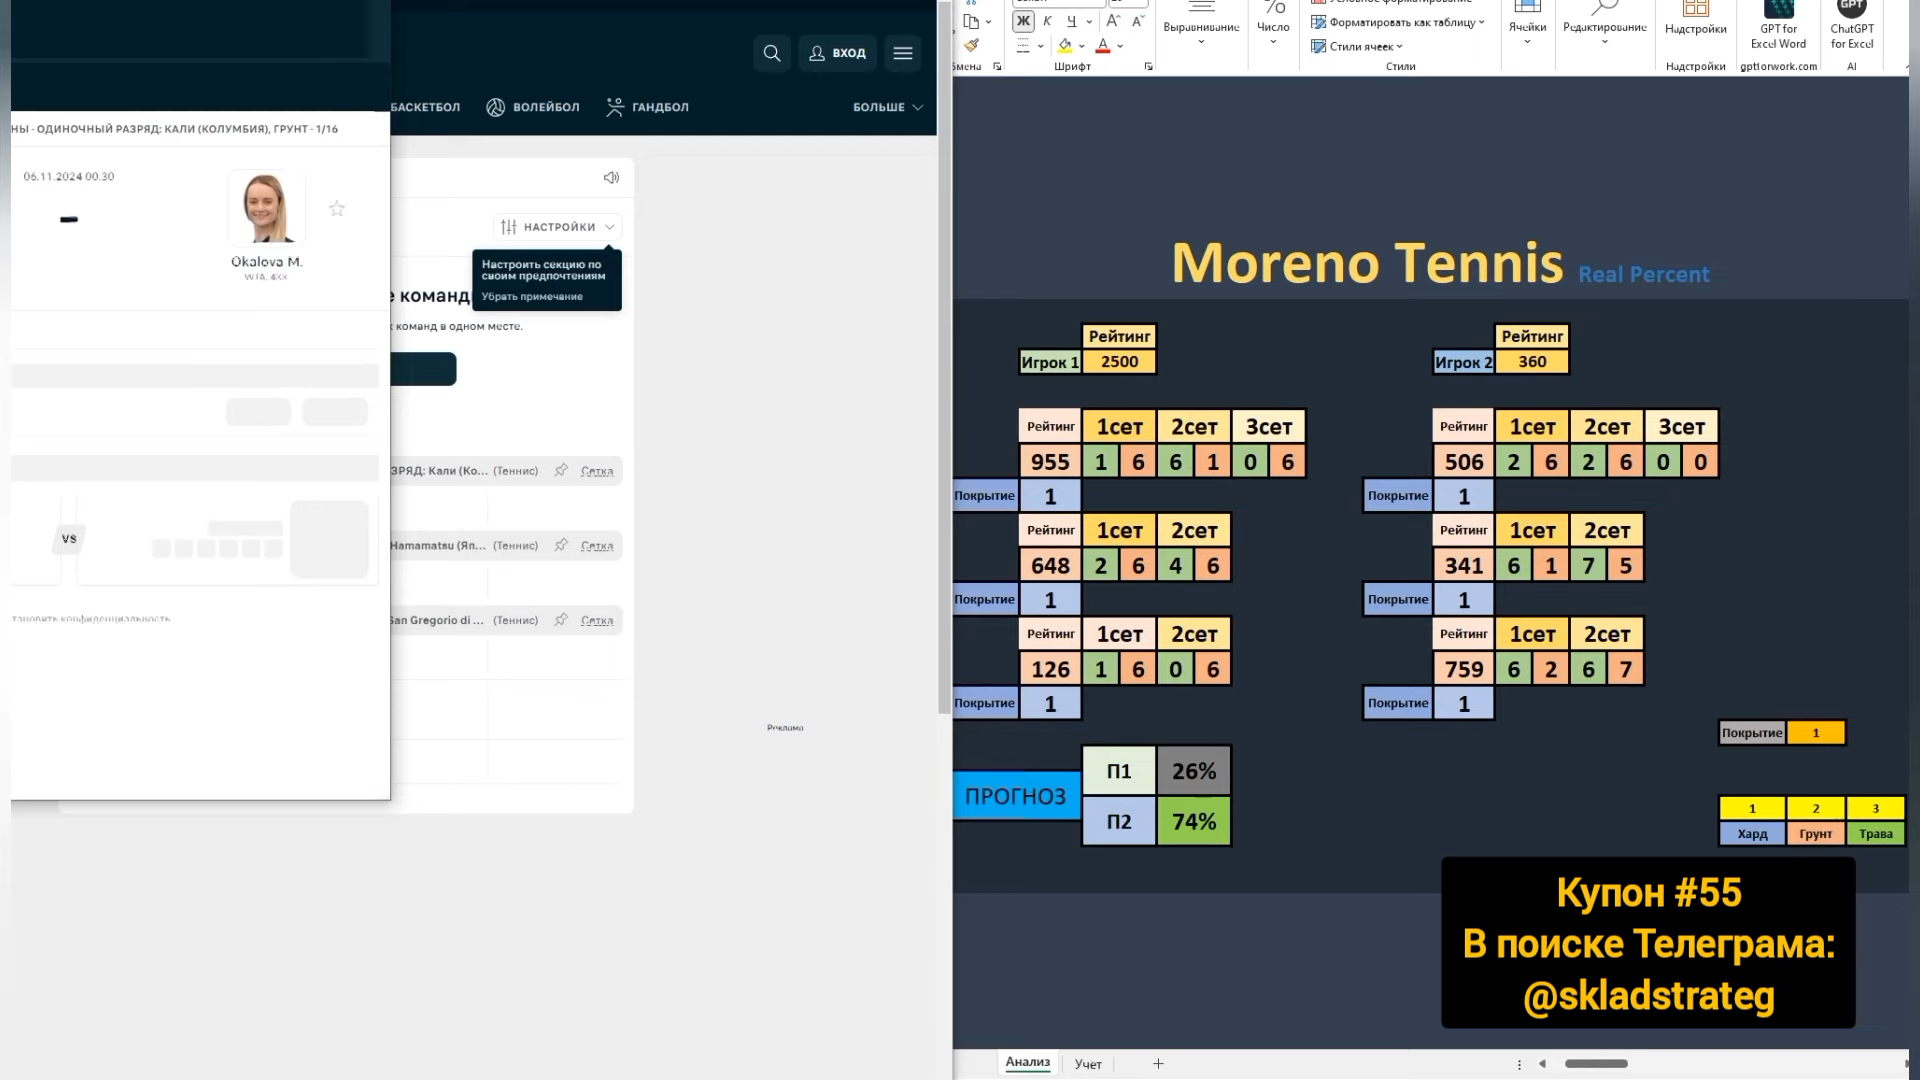 ВХОД
БАСКЕТБОЛ
ВОЛЕЙБОЛ
ГАНДБОЛ
БОЛЬШЕ
НЫ - ОДИНОЧНЫЙ РАЗРЯД: КАЛИ (КОЛУМБИЯ), ГРУНТ - 1/16
06.11.2024 00:30
-
Okalova M.
НАСТРОЙКИ
Настроить секцию по
своим предпочтениям
Убрать примечание
е команд
к команд в одном месте.
ЗРЯД: Кали (Ко... (Теннис) Сетка
Hamamatsu (Яп... (Теннис) Сетка
San Gregorio di ... (Теннис) Сетка
VS
тановить конфиденциальность
Реклама
Ж К Ч А А
Шрифт
Выравнивание
Число
Форматировать как таблицу
Стили ячеек
Стили
Ячейки
Редактирование
Надстройки
Надстройки
GPT for
Excel Word
gptforwork.com
GPT
ChatGPT
for Excel
AI
Moreno Tennis Real Percent
Рейтинг
Игрок 1 2500
Рейтинг 1сет 2сет 3сет
955 1 6 6 1 0 6
Покрытие 1
Рейтинг 1сет 2сет
648 2 6 4 6
Покрытие 1
Рейтинг 1сет 2сет
126 1 6 0 6
Покрытие 1
Рейтинг
Игрок 2 360
Рейтинг 1сет 2сет 3сет
506 2 6 2 6 0 0
Покрытие 1
Рейтинг 1сет 2сет
341 6 1 7 5
Покрытие 1
Рейтинг 1сет 2сет
759 6 2 6 7
Покрытие 1
ПРОГНОЗ
П1 26%
П2 74%
Покрытие 1
1 2 3
Хард Грунт Трава
Купон #55
В поиске Телеграма:
@skladstrateg
Анализ
Учет